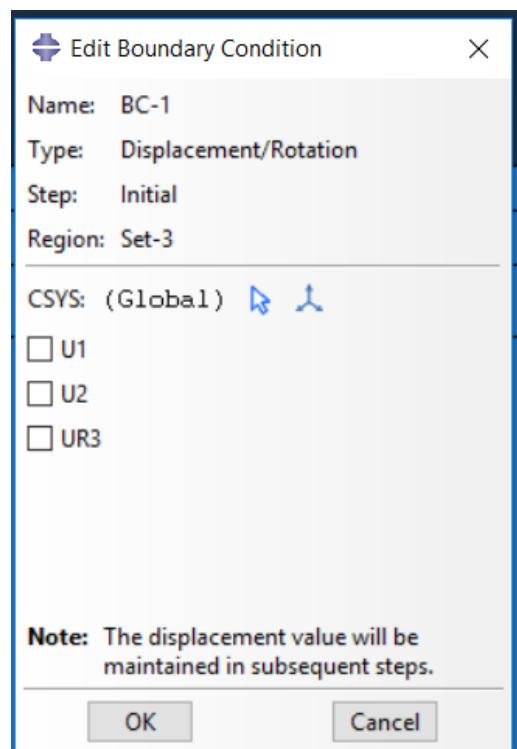 Edit Boundary Condition
Name: BC-1
Type: Displacement/Rotation
Step: Initial
Region: Set-3
CSYS: (Global)
U1
U2
UR3
Note: The displacement value will be
maintained in subsequent steps.
OK Cancel